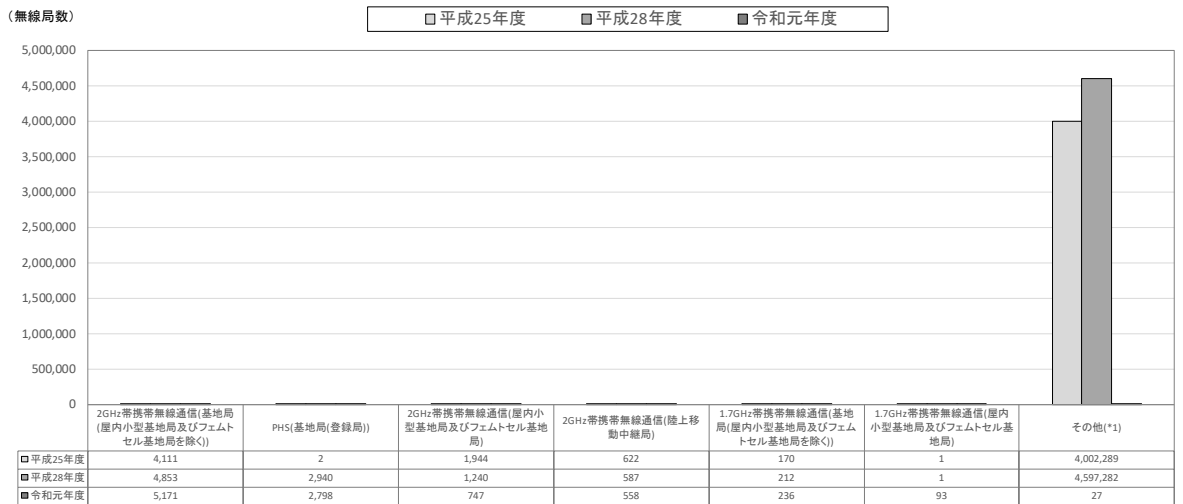 (無線局数)
□平成25年度 ■平成28年度 ■令和元年度
5,000,000
4,500,000
4,000,000
3,500,000
3,000,000
2,500,000
2,000,000
1,500,000
1,000,000
500,000
0
2GHz帯携帯無線通信(基地局
(屋内小型基地局及びフェムト
セル基地局を除く))
PHS(基地局(登録局))
2GHz帯携帯無線通信(屋内小
型基地局及びフェムトセル基地
局)
2GHz帯携帯無線通信(陸上移
動中継局)
1.7GHz帯携帯無線通信(基地
局(屋内小型基地局及びフェム
トセル基地局を除く))
1.7GHz帯携帯無線通信(屋内
小型基地局及びフェムトセル基
地局)
その他(*1)
□平成25年度 4,111 2 1,944 622 170 1 4,002,289
■平成28年度 4,853 2,940 1,240 587 212 1 4,597,282
■令和元年度 5,171 2,798 747 558 236 93 27